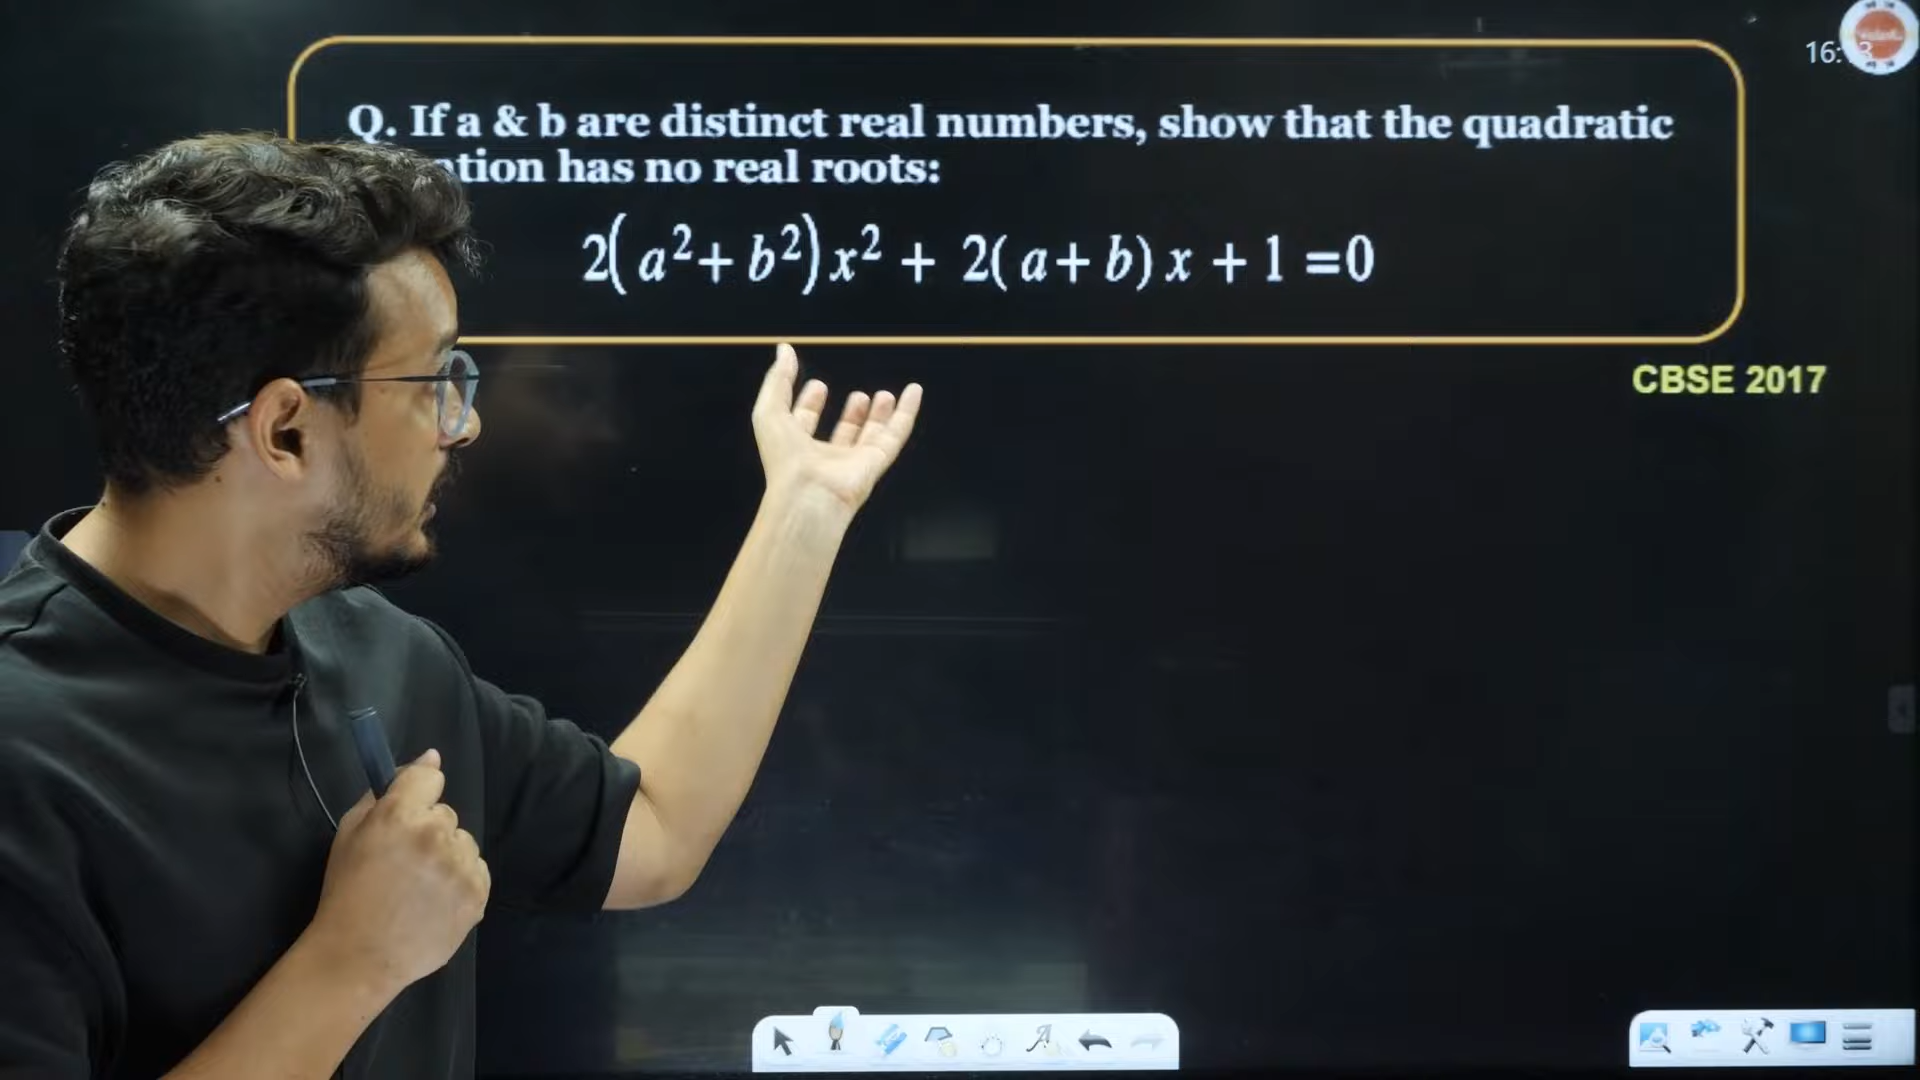 Q. If a & b are distinct real numbers, show that the quadratic
has no real roots:
2(a²+ b²)x² + 2(a+ b) x + 1 =0
CBSE 2017